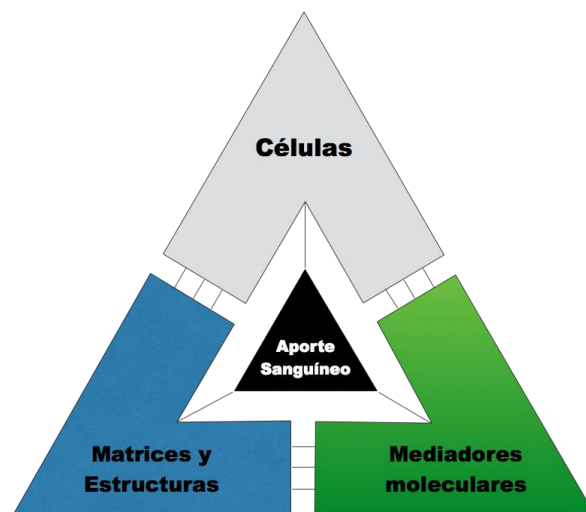 Células
Aporte
Sanguíneo
Matrices y
Estructuras
Mediadores
moleculares